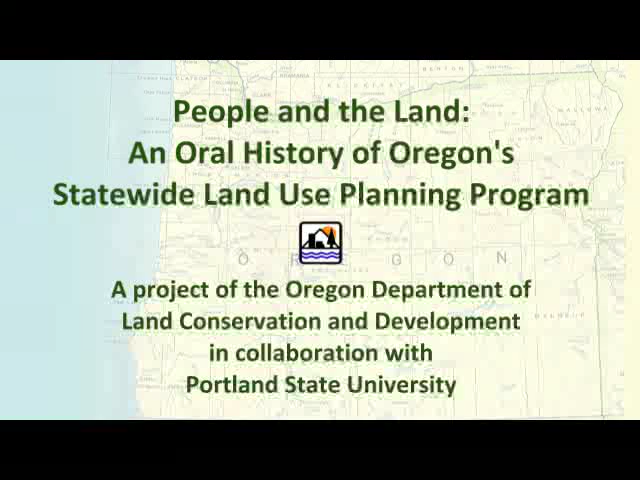 People and the Land:
An Oral History of Oregon's
Statewide Land Use Planning Program
O R E G O N
A project of the Oregon Department of
Land Conservation and Development
in collaboration with
Portland State University